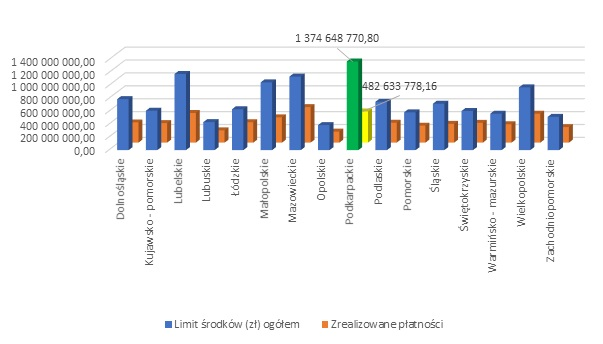 1 374 648 770,80
1 400 000 000,00
1 200 000 000,00
1 000 000 000,00
800 000 000,00
600 000 000,00
400 000 000,00
200 000 000,00
0,00
482 633 778,16
Dolnośląskie
Kujawsko - pomorskie
Lubelskie
Lubuskie
Łódzkie
Małopolskie
Mazowieckie
Opolskie
Podkarpackie
Podlaskie
Pomorskie
Śląskie
Świętokrzyskie
Warmińsko - mazurskie
Wielkopolskie
Zachodniopomorskie
Limit środków (zł) ogółem
Zrealizowane płatności